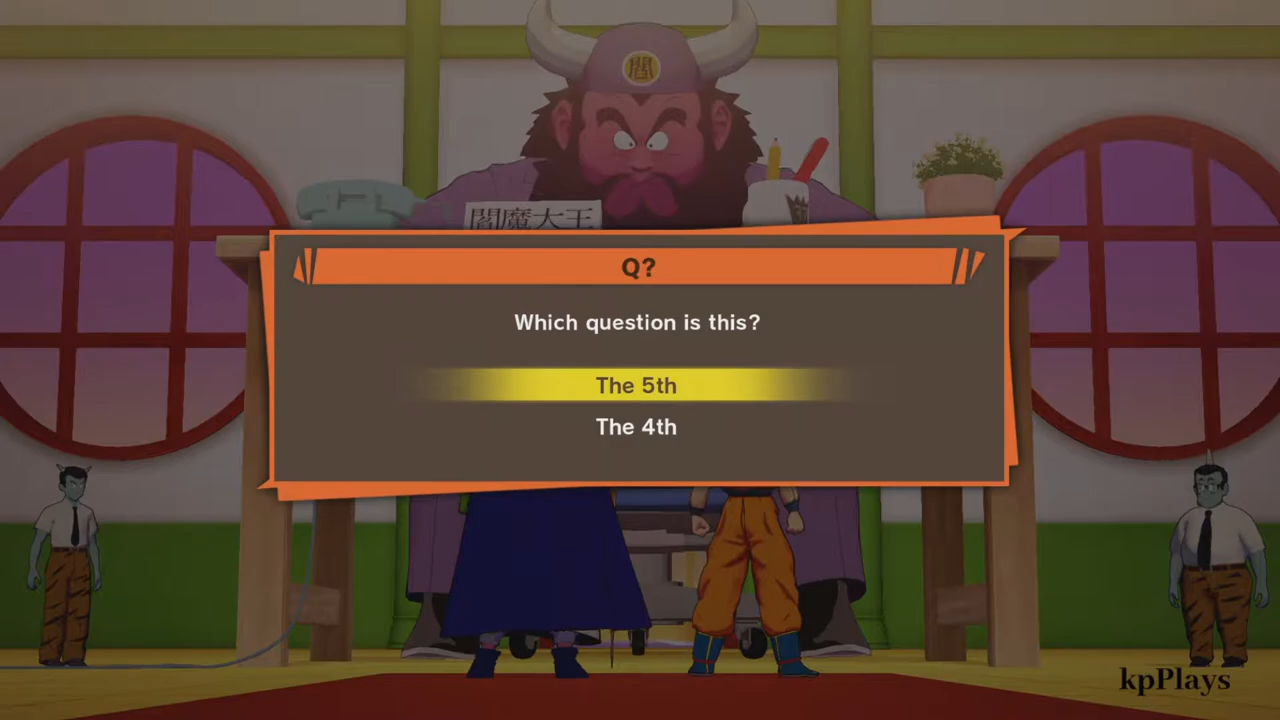 閻
閻魔大王
Q?
Which question is this?
The 5th
The 4th
kpPlays